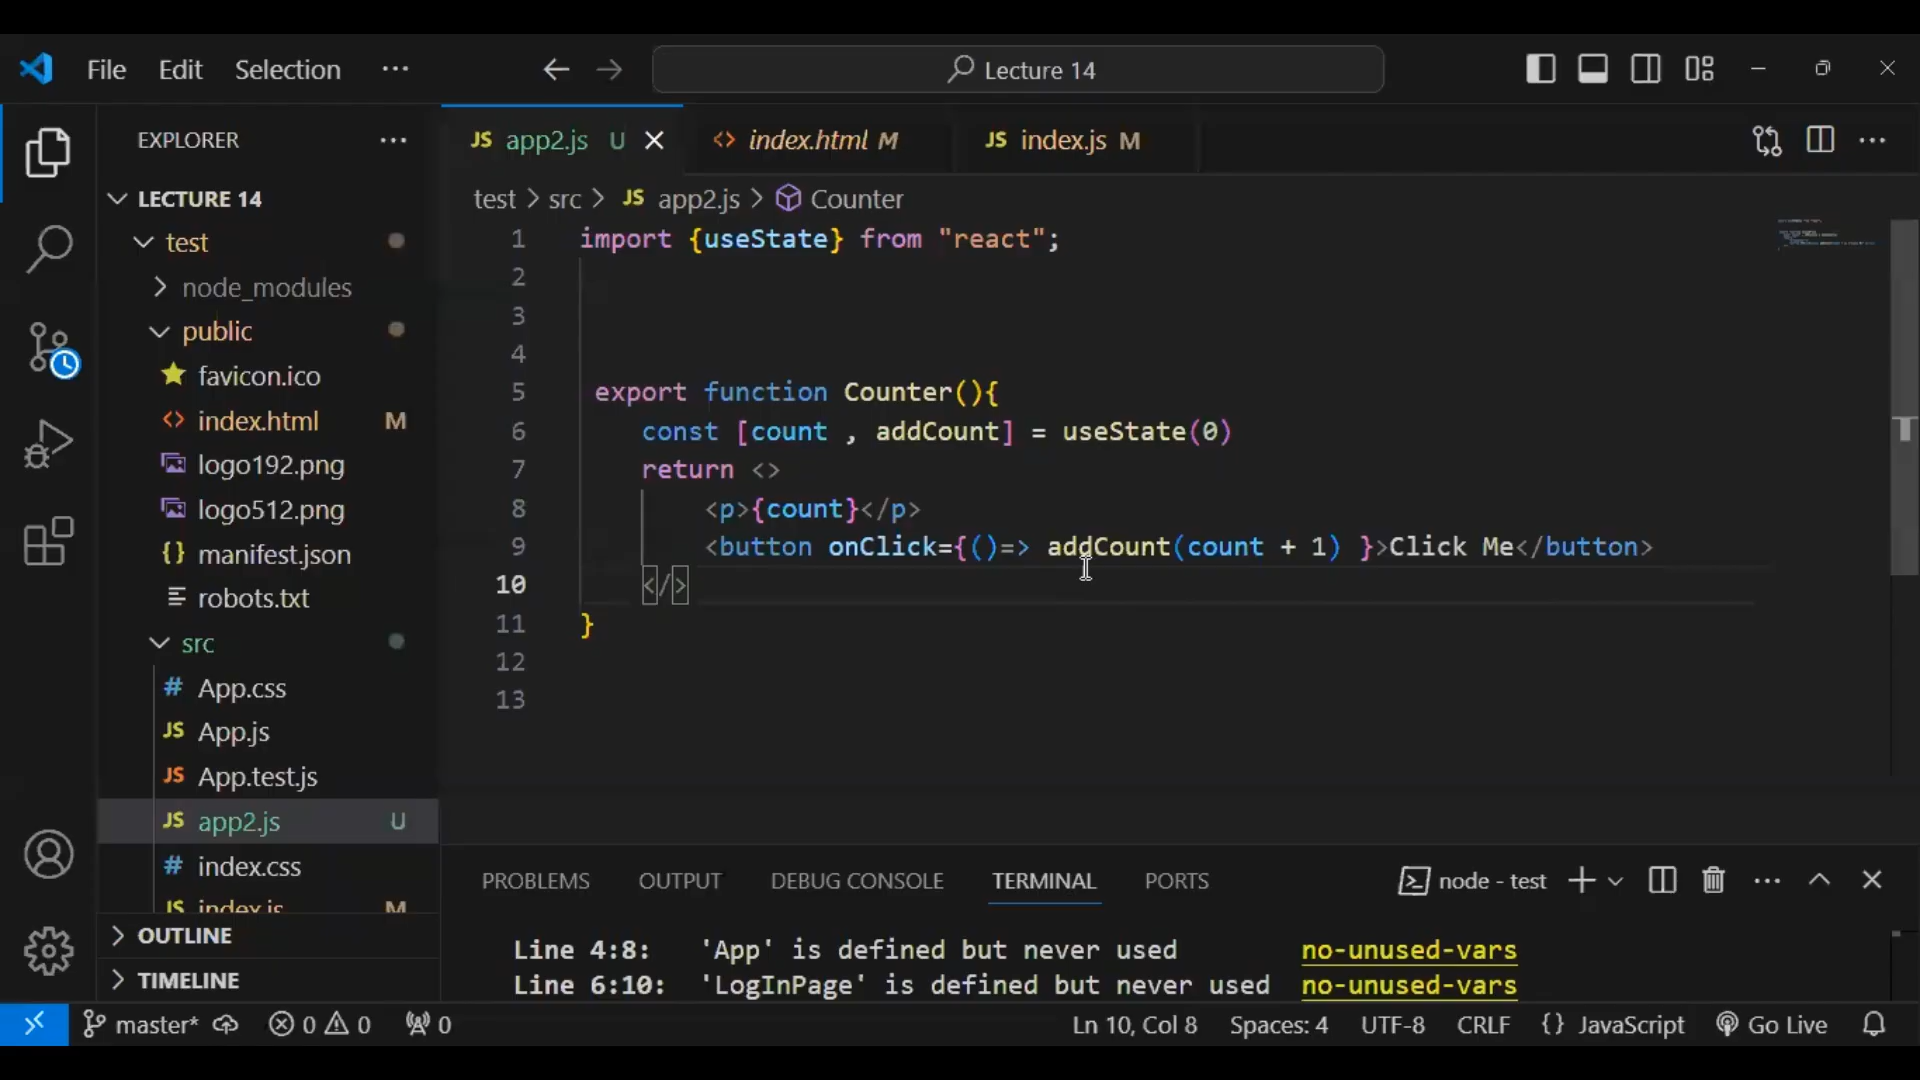 File Edit Selection ··· Lecture 14
EXPLORER ···
LECTURE 14
test
node_modules
public
favicon.ico
index.html M
logo192.png
logo512.png
{} manifest.json
robots.txt
src
# App.css
JS App.js
JS App.test.js
JS app2.js U
# index.css
JS index.js M
OUTLINE
TIMELINE
JS app2.js U <> index.html M JS index.js M
test > src > JS app2.js > Counter
1 import {useState} from "react";
2
3
4
5 export function Counter(){
6 const [count , addCount] = useState(0)
7 return <>
8 <p>{count}</p>
9 <button onClick={()=> addCount(count + 1) }>Click Me</button>
10 </>
11 }
12
13
PROBLEMS OUTPUT DEBUG CONSOLE TERMINAL PORTS node - test
Line 4:8: 'App' is defined but never used no-unused-vars
Line 6:10: 'LogInPage' is defined but never used no-unused-vars
master* 0 0 0 Ln 10, Col 8 Spaces: 4 UTF-8 CRLF {} JavaScript Go Live